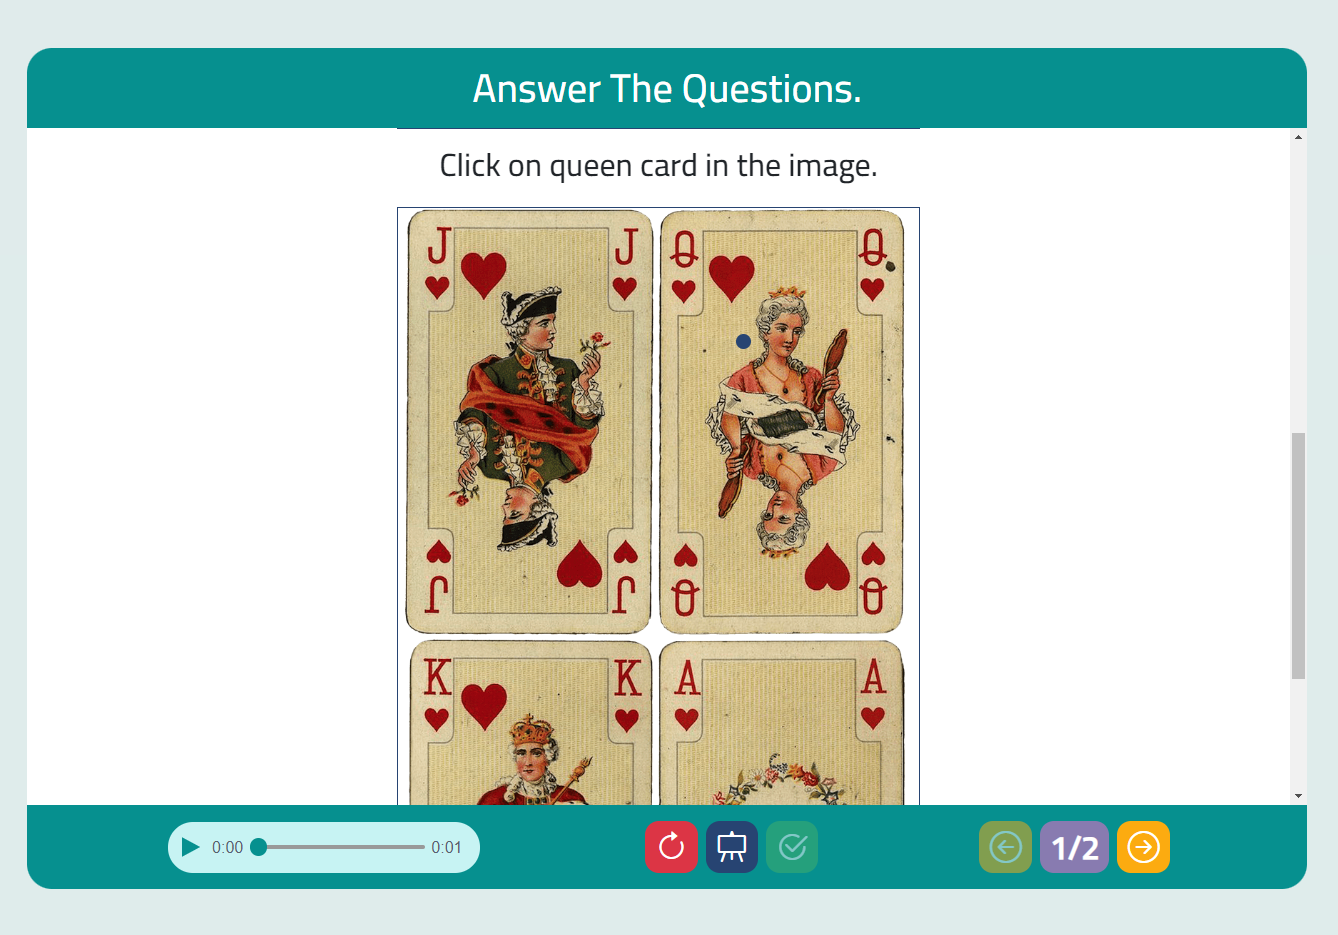 Answer The Questions.
Click on queen card in the image.
J J Q Q
J J Q Q
K K A A
0:00 0:01 1/2